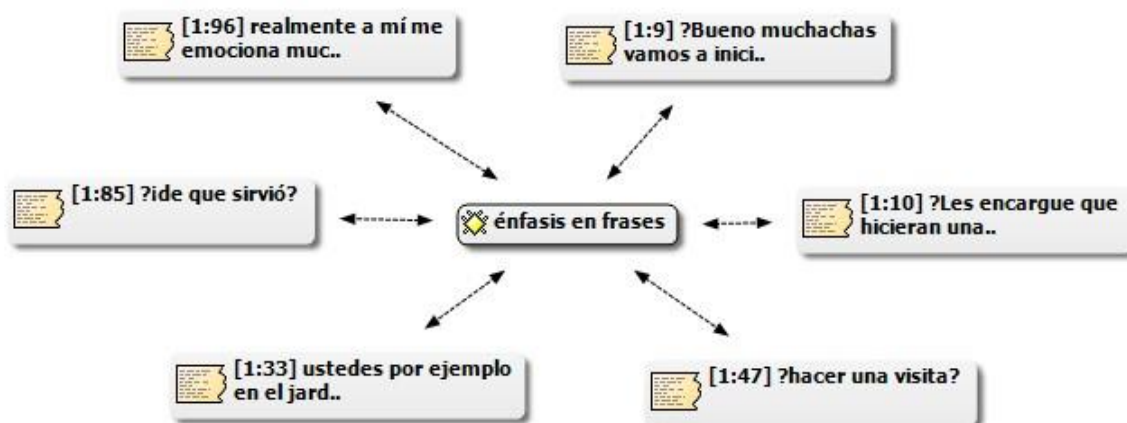 [1:96] realmente a mí me
emociona muc..
[1:9] ?Bueno muchachas
vamos a inici..
[1:85] ?¡de que sirvió?
énfasis en frases
[1:10] ?Les encargue que
hicieran una..
[1:33] ustedes por ejemplo
en el jard..
[1:47] ?hacer una visita?